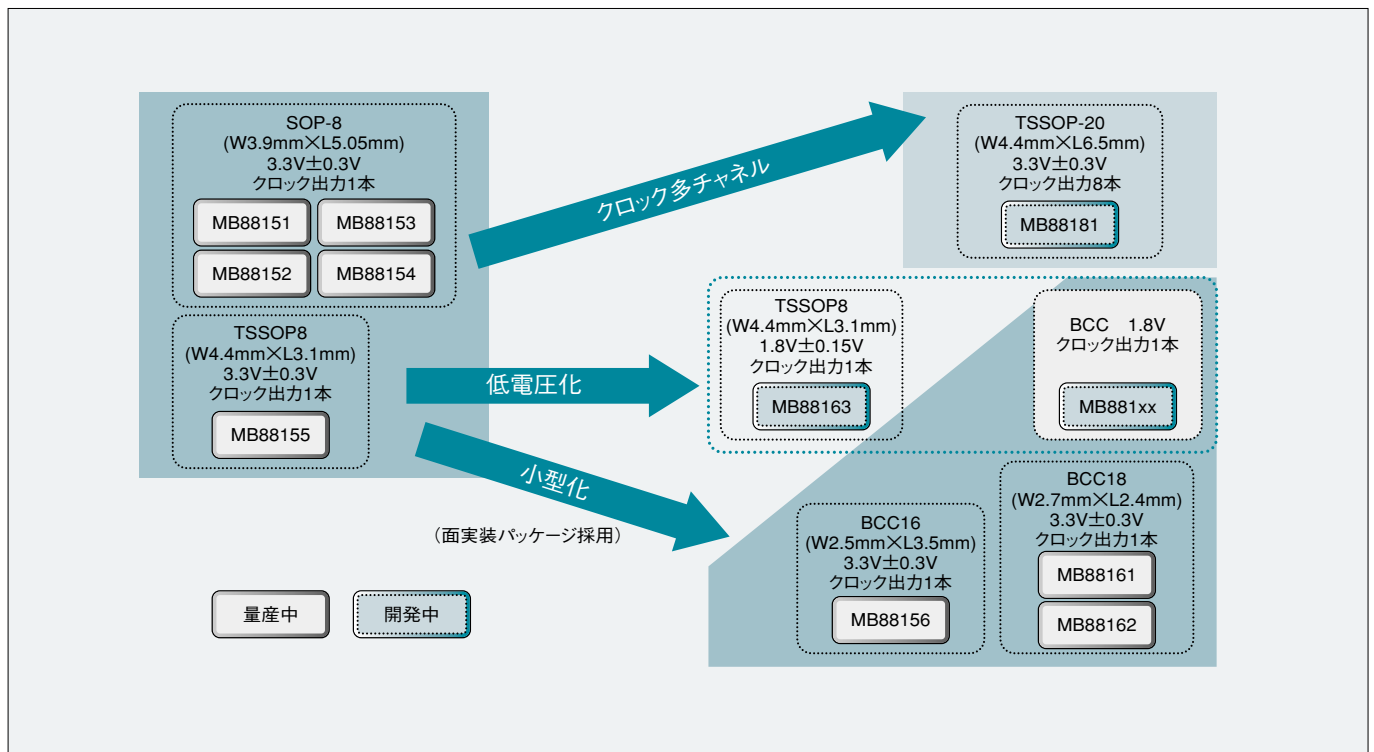 SOP-8
(W3.9mm×L5.05mm)
3.3V±0.3V
クロック出力1本
MB88151
MB88153
MB88152
MB88154
TSSOP8
(W4.4mm×L3.1mm)
3.3V±0.3V
クロック出力1本
MB88155
クロック多チャネル
低電圧化
小型化
(面実装パッケージ採用)
TSSOP-20
(W4.4mm×L6.5mm)
3.3V±0.3V
クロック出力8本
MB88181
TSSOP8
(W4.4mm×L3.1mm)
1.8V±0.15V
クロック出力1本
MB88163
BCC 1.8V
クロック出力1本
MB881xx
BCC16
(W2.5mm×L3.5mm)
3.3V±0.3V
クロック出力1本
MB88156
BCC18
(W2.7mm×L2.4mm)
3.3V±0.3V
クロック出力1本
MB88161
MB88162
量産中
開発中